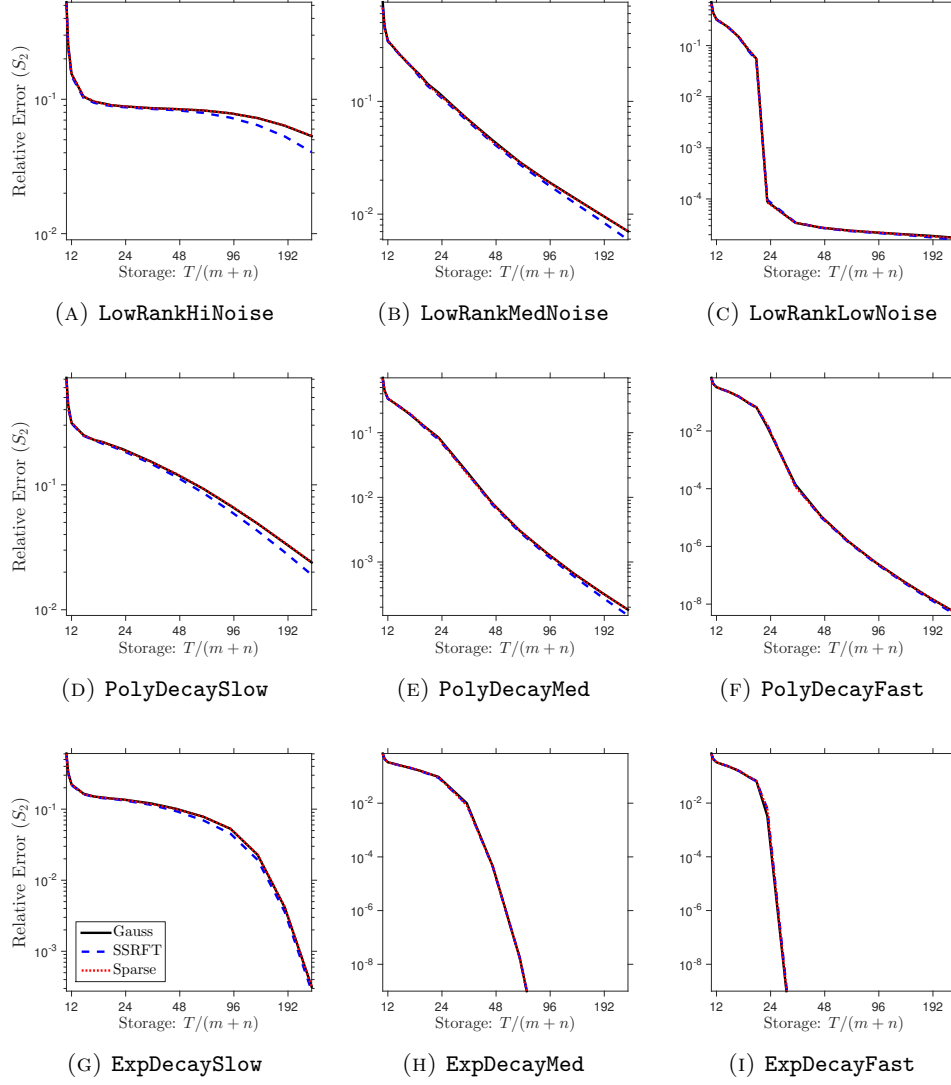 Relative Error (S₂)
10⁻¹
10⁻²
12 24 48 96 192
Storage: T/(m + n)
(A) LowRankHiNoise
10⁻¹
10⁻²
12 24 48 96 192
Storage: T/(m + n)
(B) LowRankMedNoise
10⁻¹
10⁻²
10⁻³
10⁻⁴
12 24 48 96 192
Storage: T/(m + n)
(C) LowRankLowNoise
Relative Error (S₂)
10⁻¹
10⁻²
12 24 48 96 192
Storage: T/(m + n)
(D) PolyDecaySlow
10⁻¹
10⁻²
10⁻³
12 24 48 96 192
Storage: T/(m + n)
(E) PolyDecayMed
10⁻²
10⁻⁴
10⁻⁶
10⁻⁸
12 24 48 96 192
Storage: T/(m + n)
(F) PolyDecayFast
Relative Error (S₂)
10⁻¹
10⁻²
10⁻³
Gauss
SSRFT
Sparse
12 24 48 96 192
Storage: T/(m + n)
(G) ExpDecaySlow
10⁻²
10⁻⁴
10⁻⁶
10⁻⁸
12 24 48 96 192
Storage: T/(m + n)
(H) ExpDecayMed
10⁻²
10⁻⁴
10⁻⁶
10⁻⁸
12 24 48 96 192
Storage: T/(m + n)
(I) ExpDecayFast